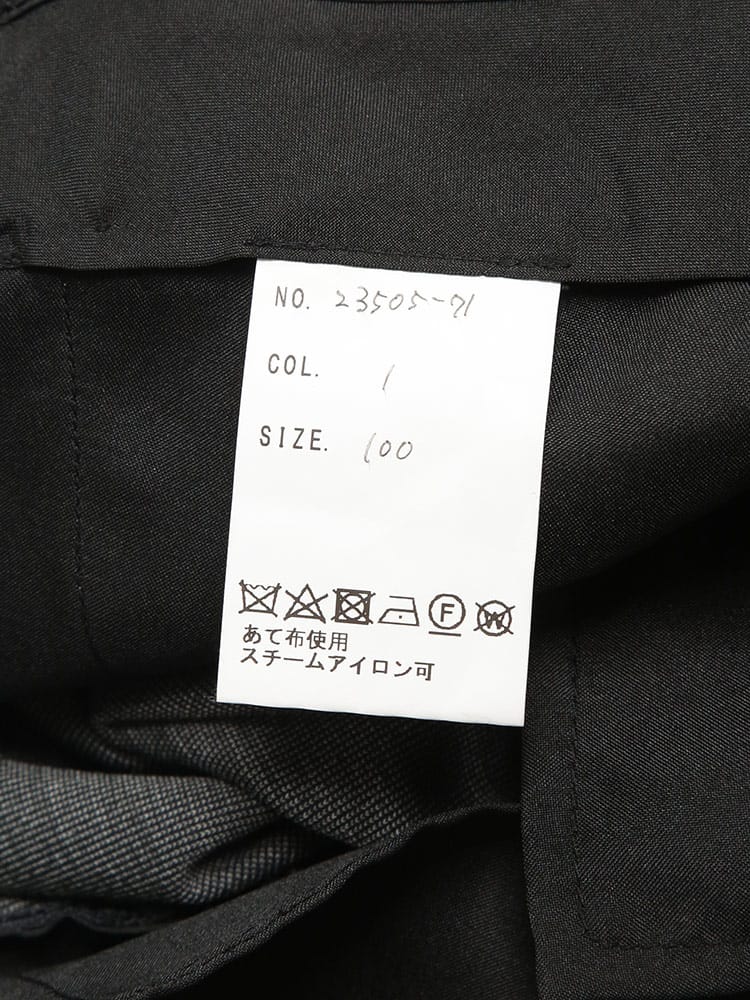 NO. 23505-71
COL. 1
SIZE. 100
F W
あて布使用
スチームアイロン可